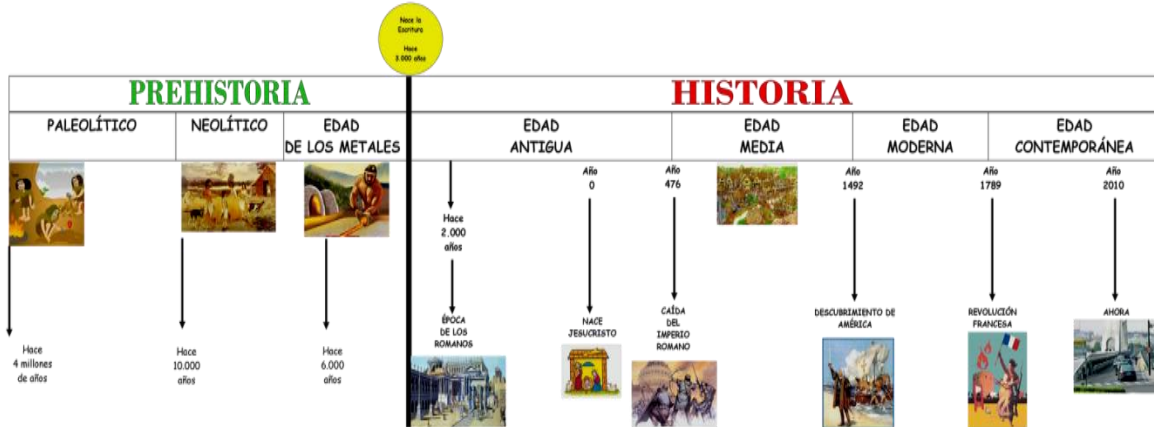 Nace la
Escritura
Hace
3.000 años
PREHISTORIA
HISTORIA
PALEOLÍTICO
NEOLÍTICO
EDAD
DE LOS METALES
EDAD
ANTIGUA
EDAD
MEDIA
EDAD
MODERNA
EDAD
CONTEMPORÁNEA
Hace
4 millones
de años
Hace
10.000
años
Hace
6.000
años
Hace
2.000
años
ÉPOCA
DE LOS
ROMANOS
Año
0
NACE
JESUCRISTO
Año
476
CAÍDA
DEL
IMPERIO
ROMANO
Año
1492
DESCUBRIMIENTO DE
AMÉRICA
Año
1789
REVOLUCIÓN
FRANCESA
Año
2010
AHORA